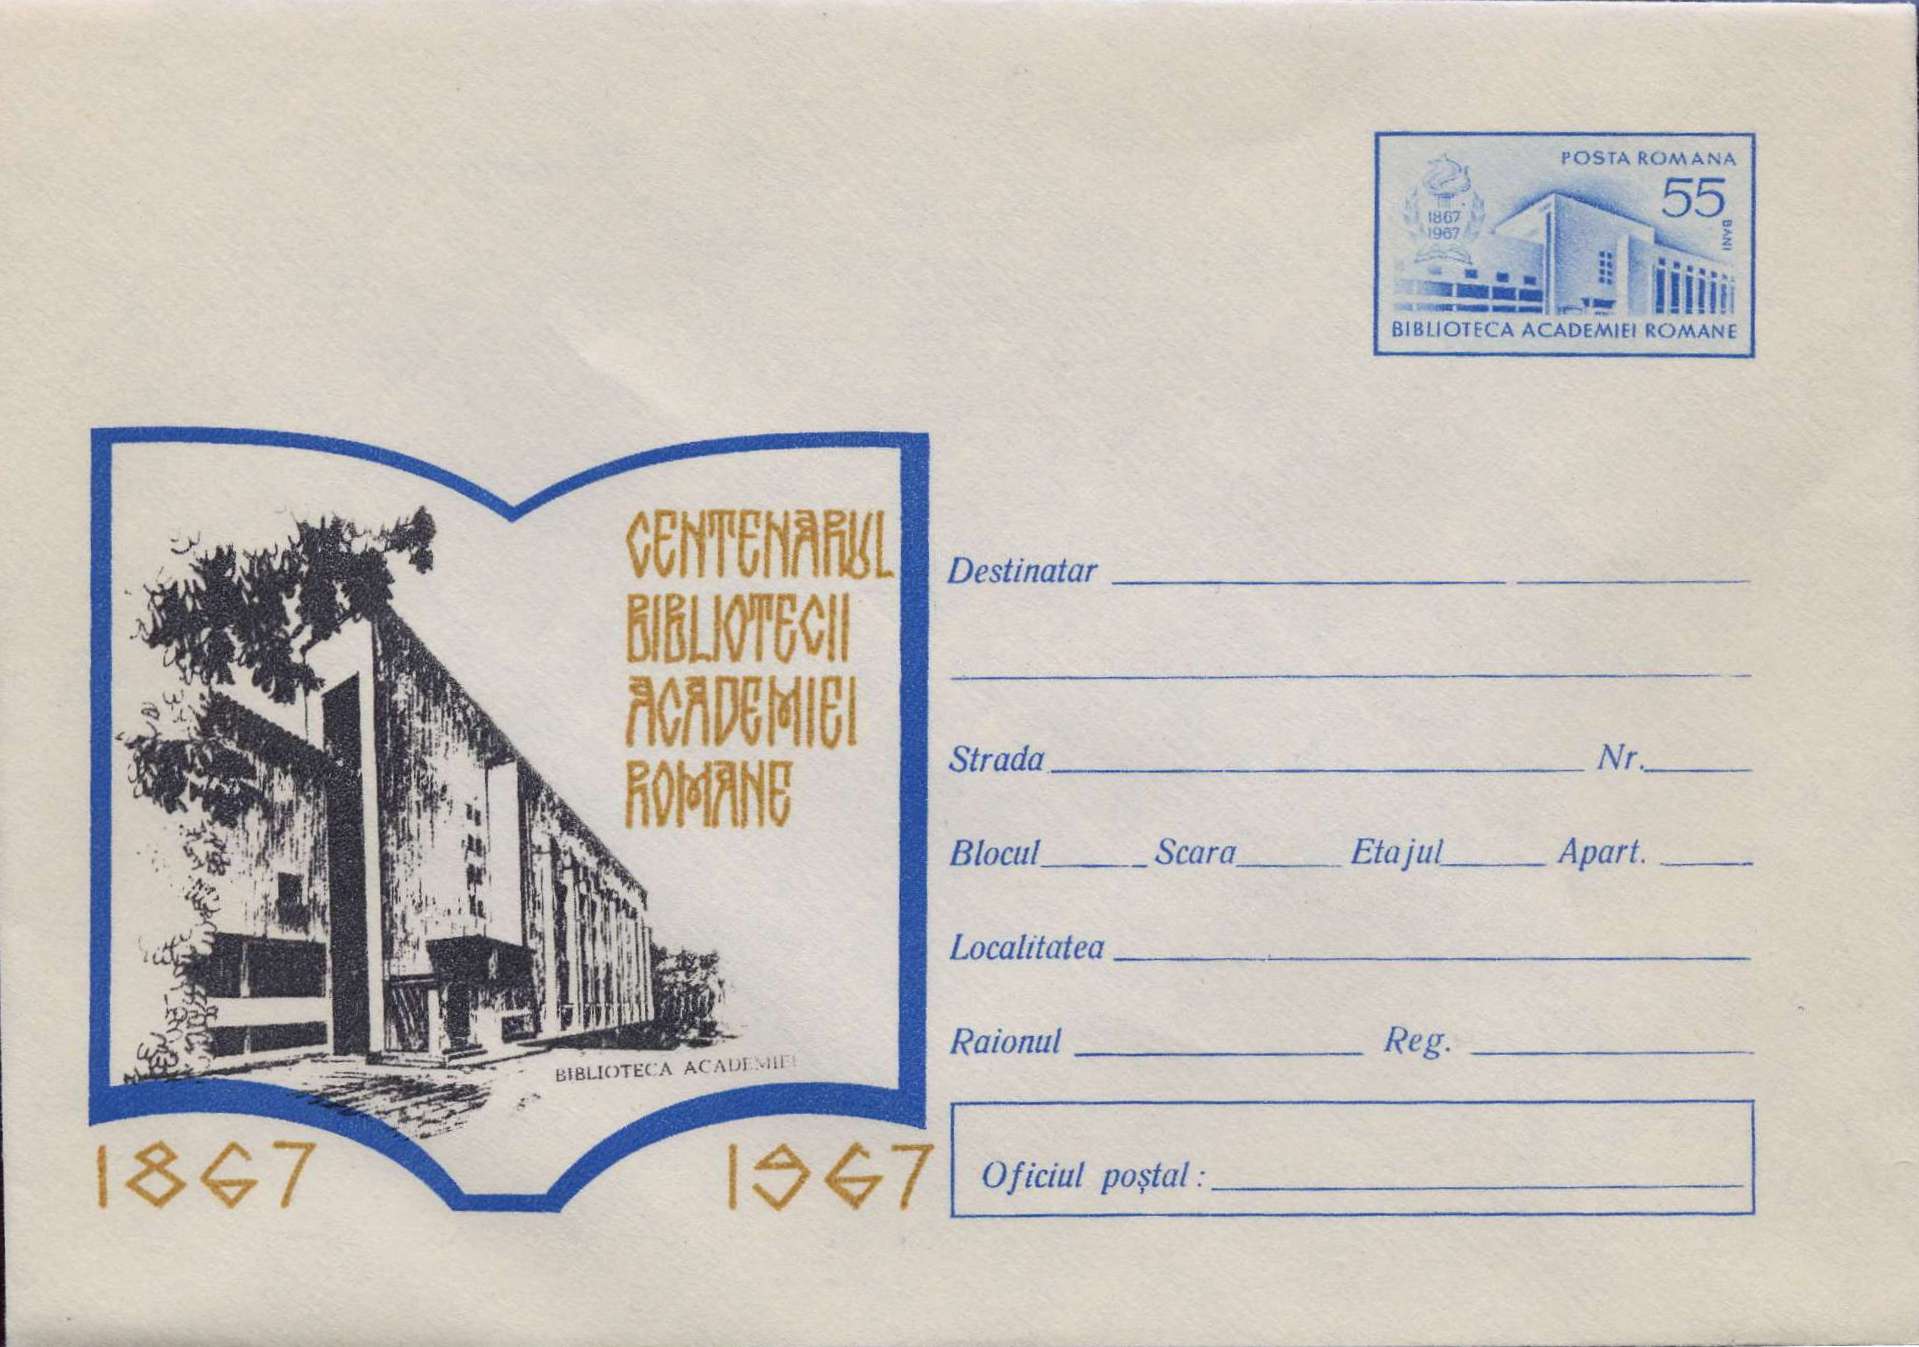 POSTA ROMANA
55
BANI
1867
1967
BIBLIOTECA ACADEMIEI ROMANE
CENTENARUL
BIBLIOTECII
ACADEMIEI
ROMANE
BIBLIOTECA ACADEMIEI
1867 1967
Destinatar
Strada Nr.
Blocul Scara Etajul Apart.
Localitatea
Raionul Reg.
Oficiul poștal :